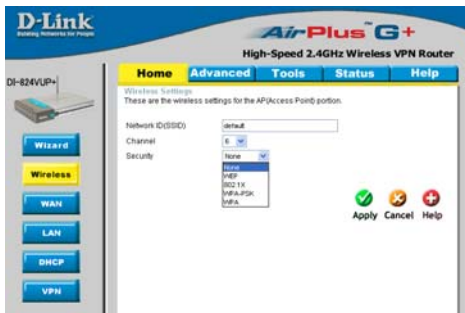 D-Link
Building Networks for People
AirPlus G+
High-Speed 2.4GHz Wireless VPN Router
DI-824VUP+
Home
Advanced
Tools
Status
Help
Wireless Settings
These are the wireless settings for the AP(Access Point) portion.
Network ID(SSID)
default
Channel
6
Security
None
None
WEP
802.1X
WPA-PSK
WPA
Wizard
Wireless
WAN
LAN
DHCP
VPN
Apply
Cancel
Help